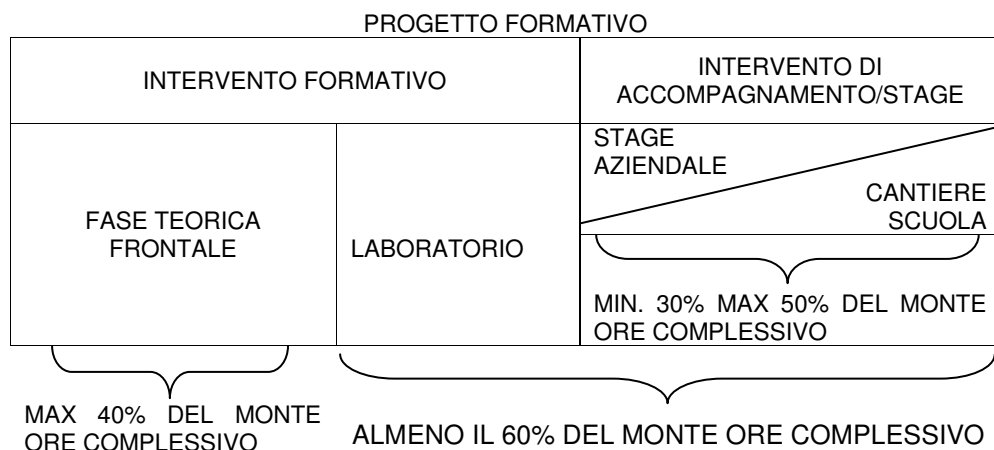 PROGETTO FORMATIVO
INTERVENTO FORMATIVO
INTERVENTO DI
ACCOMPAGNAMENTO/STAGE
FASE TEORICA
FRONTALE
LABORATORIO
STAGE
AZIENDALE
CANTIERE
SCUOLA
MIN. 30% MAX 50% DEL MONTE
ORE COMPLESSIVO
MAX 40% DEL MONTE
ORE COMPLESSIVO
ALMENO IL 60% DEL MONTE ORE COMPLESSIVO